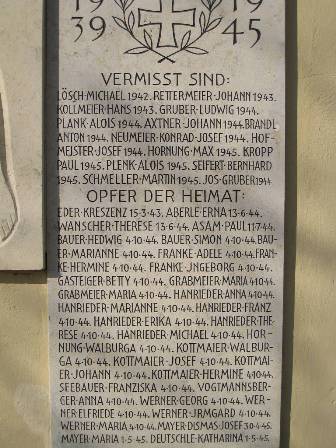 19 19
39 45
VERMISST SIND:
LÖSCH MICHAEL 1942. RETTERMEIER JOHANN 1943.
KOLLMEIER HANS 1943. GRUBER LUDWIG 1944.
PLANK ALOIS 1944. AXTNER JOHANN 1944. BRANDL
ANTON 1944. NEUMEIER KONRAD JOSEF 1944. HOF-
MEISTER JOSEF 1944. HORNUNG MAX 1945. KROPP
PAUL 1945. PLENK ALOIS 1945. SEIFERT BERNHARD
1945. SCHMELLER MARTIN 1945. JOS. GRUBER 1944
OPFER DER HEIMAT:
EDER KRESZENZ 15·3·43. ABERLE ERNA 13·6·44.
WANSCHER THERESE 13·6·44. ASAM PAUL 11·7·44.
BAUER HEDWIG 4·10·44. BAUER SIMON 4·10·44. BAU-
ER MARIANNE 4·10·44. FRANKE ADELE 4·10·44. FRAN-
KE HERMINE 4·10·44. FRANKE JNGEBORG 4·10·44.
GASTEIGER BETTY 4·10·44. GRABMEIER MARIA 4·10·44.
GRABMEIER MARIA 4·10·44. HANRIEDER ANNA 4·10·44.
HANRIEDER MARIANNE 4·10·44. HANRIEDER FRANZ
4·10·44. HANRIEDER ERIKA 4·10·44. HANRIEDER THE-
RESE 4·10·44. HANRIEDER MICHAEL 4·10·44. HOR-
NUNG WALBURGA 4·10·44. KOTTMAIER WALBUR-
GA 4·10·44. KOTTMAIER JOSEF 4·10·44. KOTTMAI-
ER JOHANN 4·10·44. KOTTMAIER HERMINE 4·10·44.
SEEBAUER FRANZISKA 4·10·44. VOGTMANNSBER-
GER ANNA 4·10·44. WERNER GEORG 4·10·44. WER-
NER ELFRIEDE 4·10·44. WERNER JRMGARD 4·10·44.
WERNER MARIA 4·10·44. MAYER-DISMAS JOSEF 30·4·45.
MAYER MARIA 1·5·45. DEUTSCHLE KATHARINA 1·5·45.